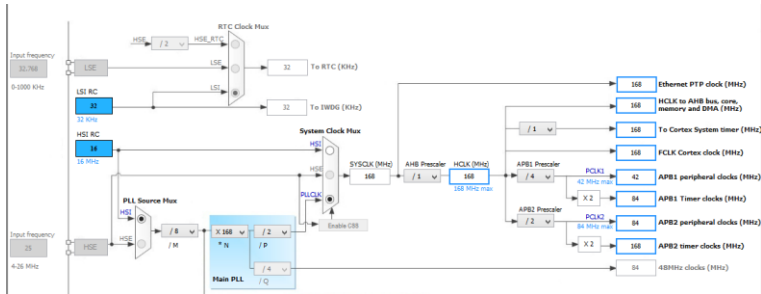 RTC Clock Mux
HSE
/ 2
HSE_RTC
Input frequency
32.768
0-1000 KHz
LSE
LSE
32
To RTC (KHz)
LSI RC
32
32 KHz
LSI
32
To IWDG (KHz)
HSI RC
16
16 MHz
System Clock Mux
HSI
HSE
PLLCLK
Enable CSS
SYSCLK (MHz)
168
AHB Prescaler
/ 1
HCLK (MHz)
168
168 MHz max
168
Ethernet PTP clock (MHz)
168
HCLK to AHB bus, core,
memory and DMA (MHz)
/ 1
168
To Cortex System timer (MHz)
168
FCLK Cortex clock (MHz)
APB1 Prescaler
/ 4
PCLK1
42 MHz max
42
APB1 peripheral clocks (MHz)
X 2
84
APB1 Timer clocks (MHz)
APB2 Prescaler
/ 2
PCLK2
84 MHz max
84
APB2 peripheral clocks (MHz)
X 2
168
APB2 timer clocks (MHz)
84
48MHz clocks (MHz)
PLL Source Mux
HSI
HSE
Input frequency
25
4-26 MHz
HSE
/ 8
/ M
X 168
* N
/ 2
/ P
/ 4
/ Q
Main PLL